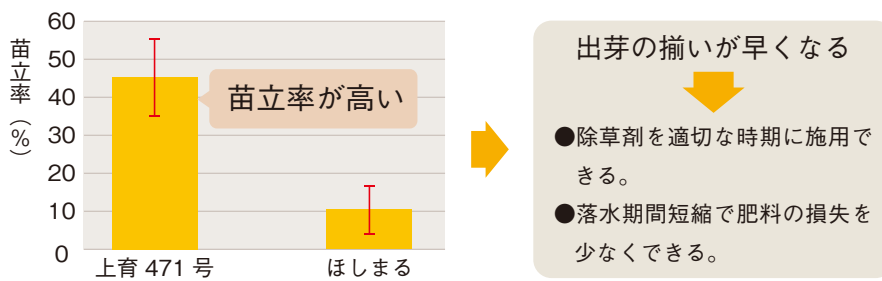 60
50
40
30
20
10
0
苗立率（%）
苗立率が高い
上育 471 号
ほしまる
出芽の揃いが早くなる
●除草剤を適切な時期に施用で
きる。
●落水期間短縮で肥料の損失を
少なくできる。